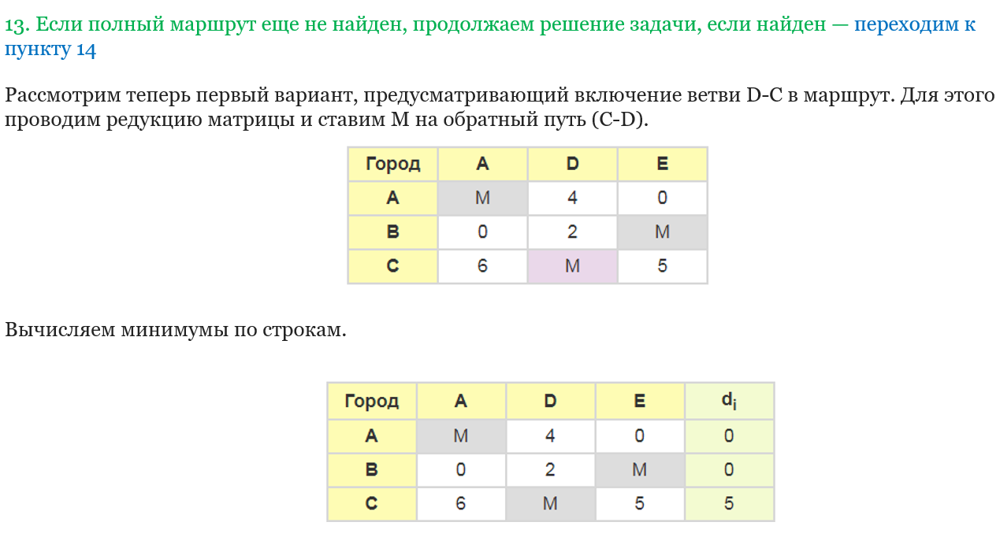 13. Если полный маршрут еще не найден, продолжаем решение задачи, если найден — переходим к
пункту 14
Рассмотрим теперь первый вариант, предусматривающий включение ветви D-C в маршрут. Для этого
проводим редукцию матрицы и ставим M на обратный путь (C-D).
Город A D E
A M 4 0
B 0 2 M
C 6 M 5
Вычисляем минимумы по строкам.
Город A D E di
A M 4 0 0
B 0 2 M 0
C 6 M 5 5